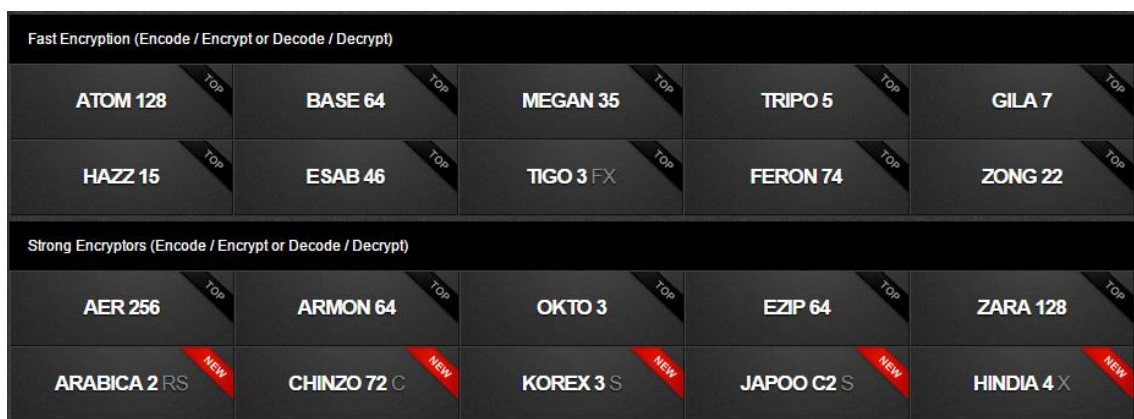 Fast Encryption (Encode / Encrypt or Decode / Decrypt)
TOP TOP TOP TOP TOP
ATOM 128 BASE 64 MEGAN 35 TRIPO 5 GILA 7
TOP TOP TOP TOP TOP
HAZZ 15 ESAB 46 TIGO 3 FX FERON 74 ZONG 22
Strong Encryptors (Encode / Encrypt or Decode / Decrypt)
TOP TOP TOP TOP TOP
AER 256 ARMON 64 OKTO 3 EZIP 64 ZARA 128
NEW NEW NEW NEW NEW
ARABICA 2 RS CHINZO 72 C KOREX 3 S JAPOO C2 S HINDIA 4 X